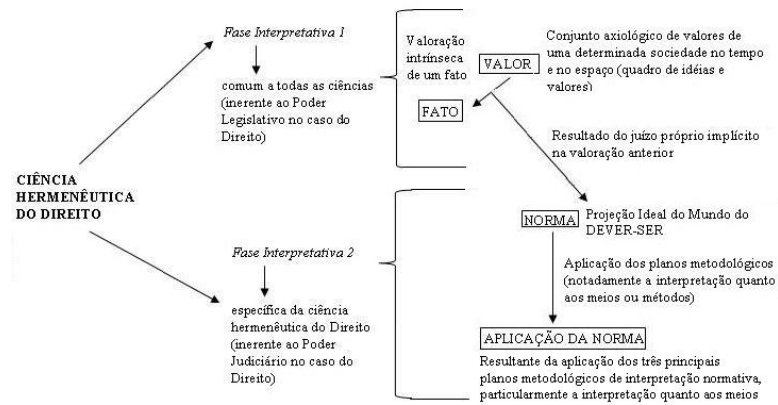 CIÊNCIA
HERMENÊUTICA
DO DIREITO
Fase Interpretativa 1
comum a todas as ciências
(inerente ao Poder
Legislativo no caso do
Direito)
Fase Interpretativa 2
específica da ciência
hermenêutica do Direito
(inerente ao Poder
Judiciário no caso do
Direito)
Valoração
intrínseca
de um fato
VALOR
Conjunto axiológico de valores de
uma determinada sociedade no tempo
e no espaço (quadro de idéias e
valores)
FATO
Resultado do juízo próprio implícito
na valoração anterior
NORMA
Projeção Ideal do Mundo do
DEVER-SER
Aplicação dos planos metodológicos
(notadamente a interpretação quanto
aos meios ou métodos)
APLICAÇÃO DA NORMA
Resultante da aplicação dos três principais
planos metodológicos de interpretação normativa,
particularmente a interpretação quanto aos meios